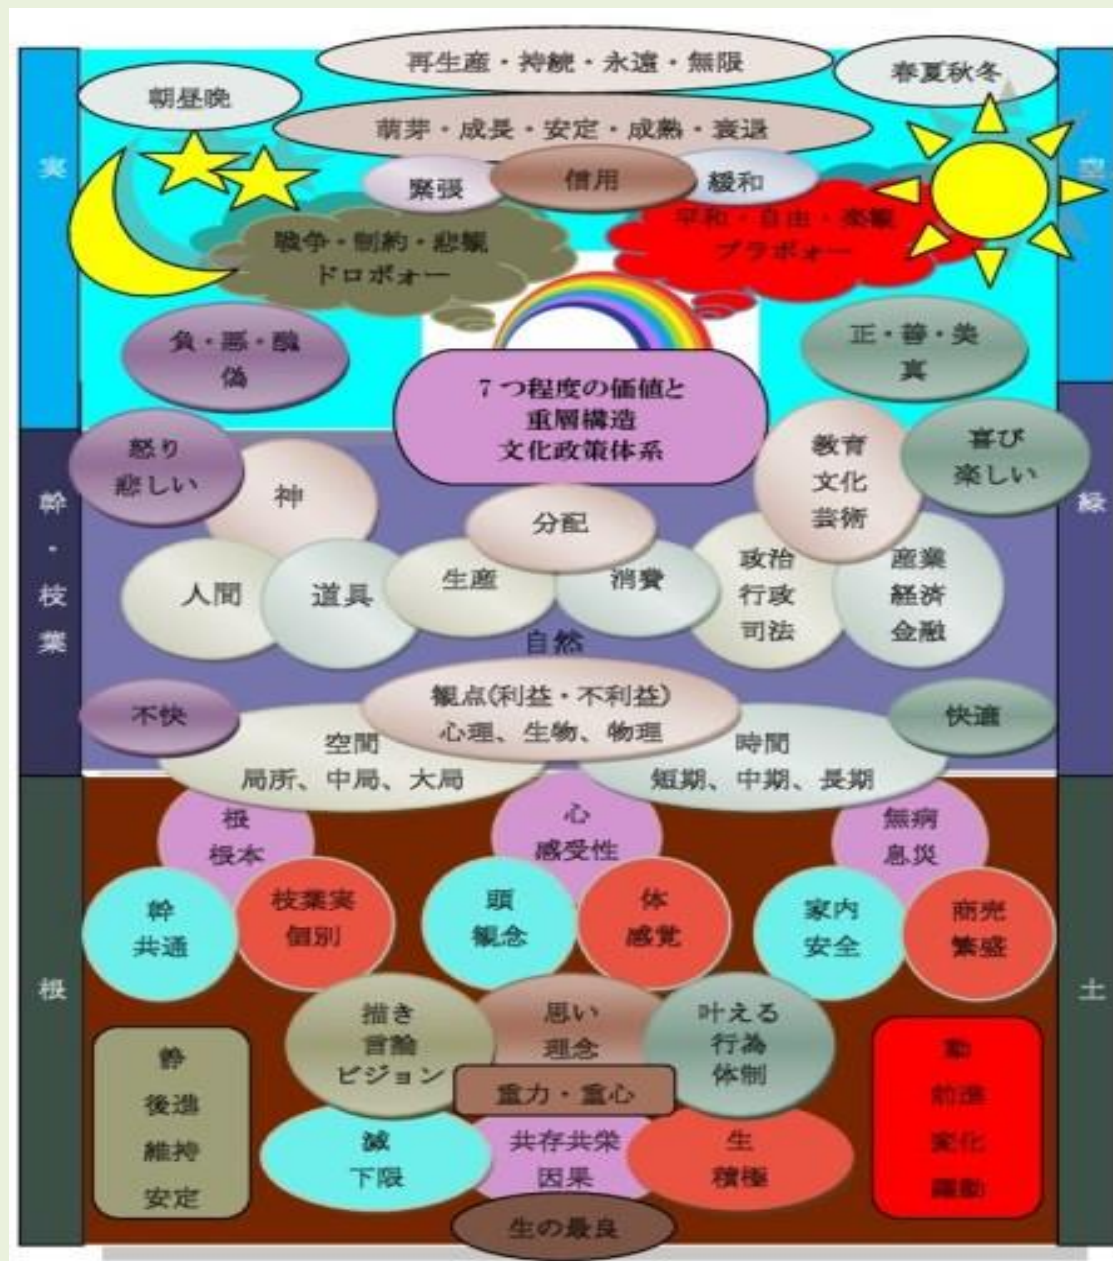 再生産・持続・永遠・無限
朝昼晩
春夏秋冬
萌芽・成長・安定・成熟・衰退
実
空
緊張
信用
緩和
戦争・制約・悲観
ドロボォー
平和・自由・楽観
ブラボォー
負・悪・醜
偽
正・善・美
真
7つ程度の価値と
重層構造
文化政策体系
怒り
悲しい
喜び
楽しい
神
教育
文化
芸術
幹・枝葉
緑
分配
人間
道具
生産
消費
政治
行政
司法
産業
経済
金融
自然
観点(利益・不利益)
心理、生物、物理
不快
快適
空間
局所、中局、大局
時間
短期、中期、長期
根
根本
心
感受性
無病
息災
幹
共通
枝葉実
個別
頭
観念
体
感覚
家内
安全
商売
繁盛
根
土
描き
言論
ビジョン
思い
理念
叶える
行為
体制
静
後進
維持
安定
重力・重心
動
前進
変化
躍動
滅
下限
共存共栄
因果
生
積極
生の最良